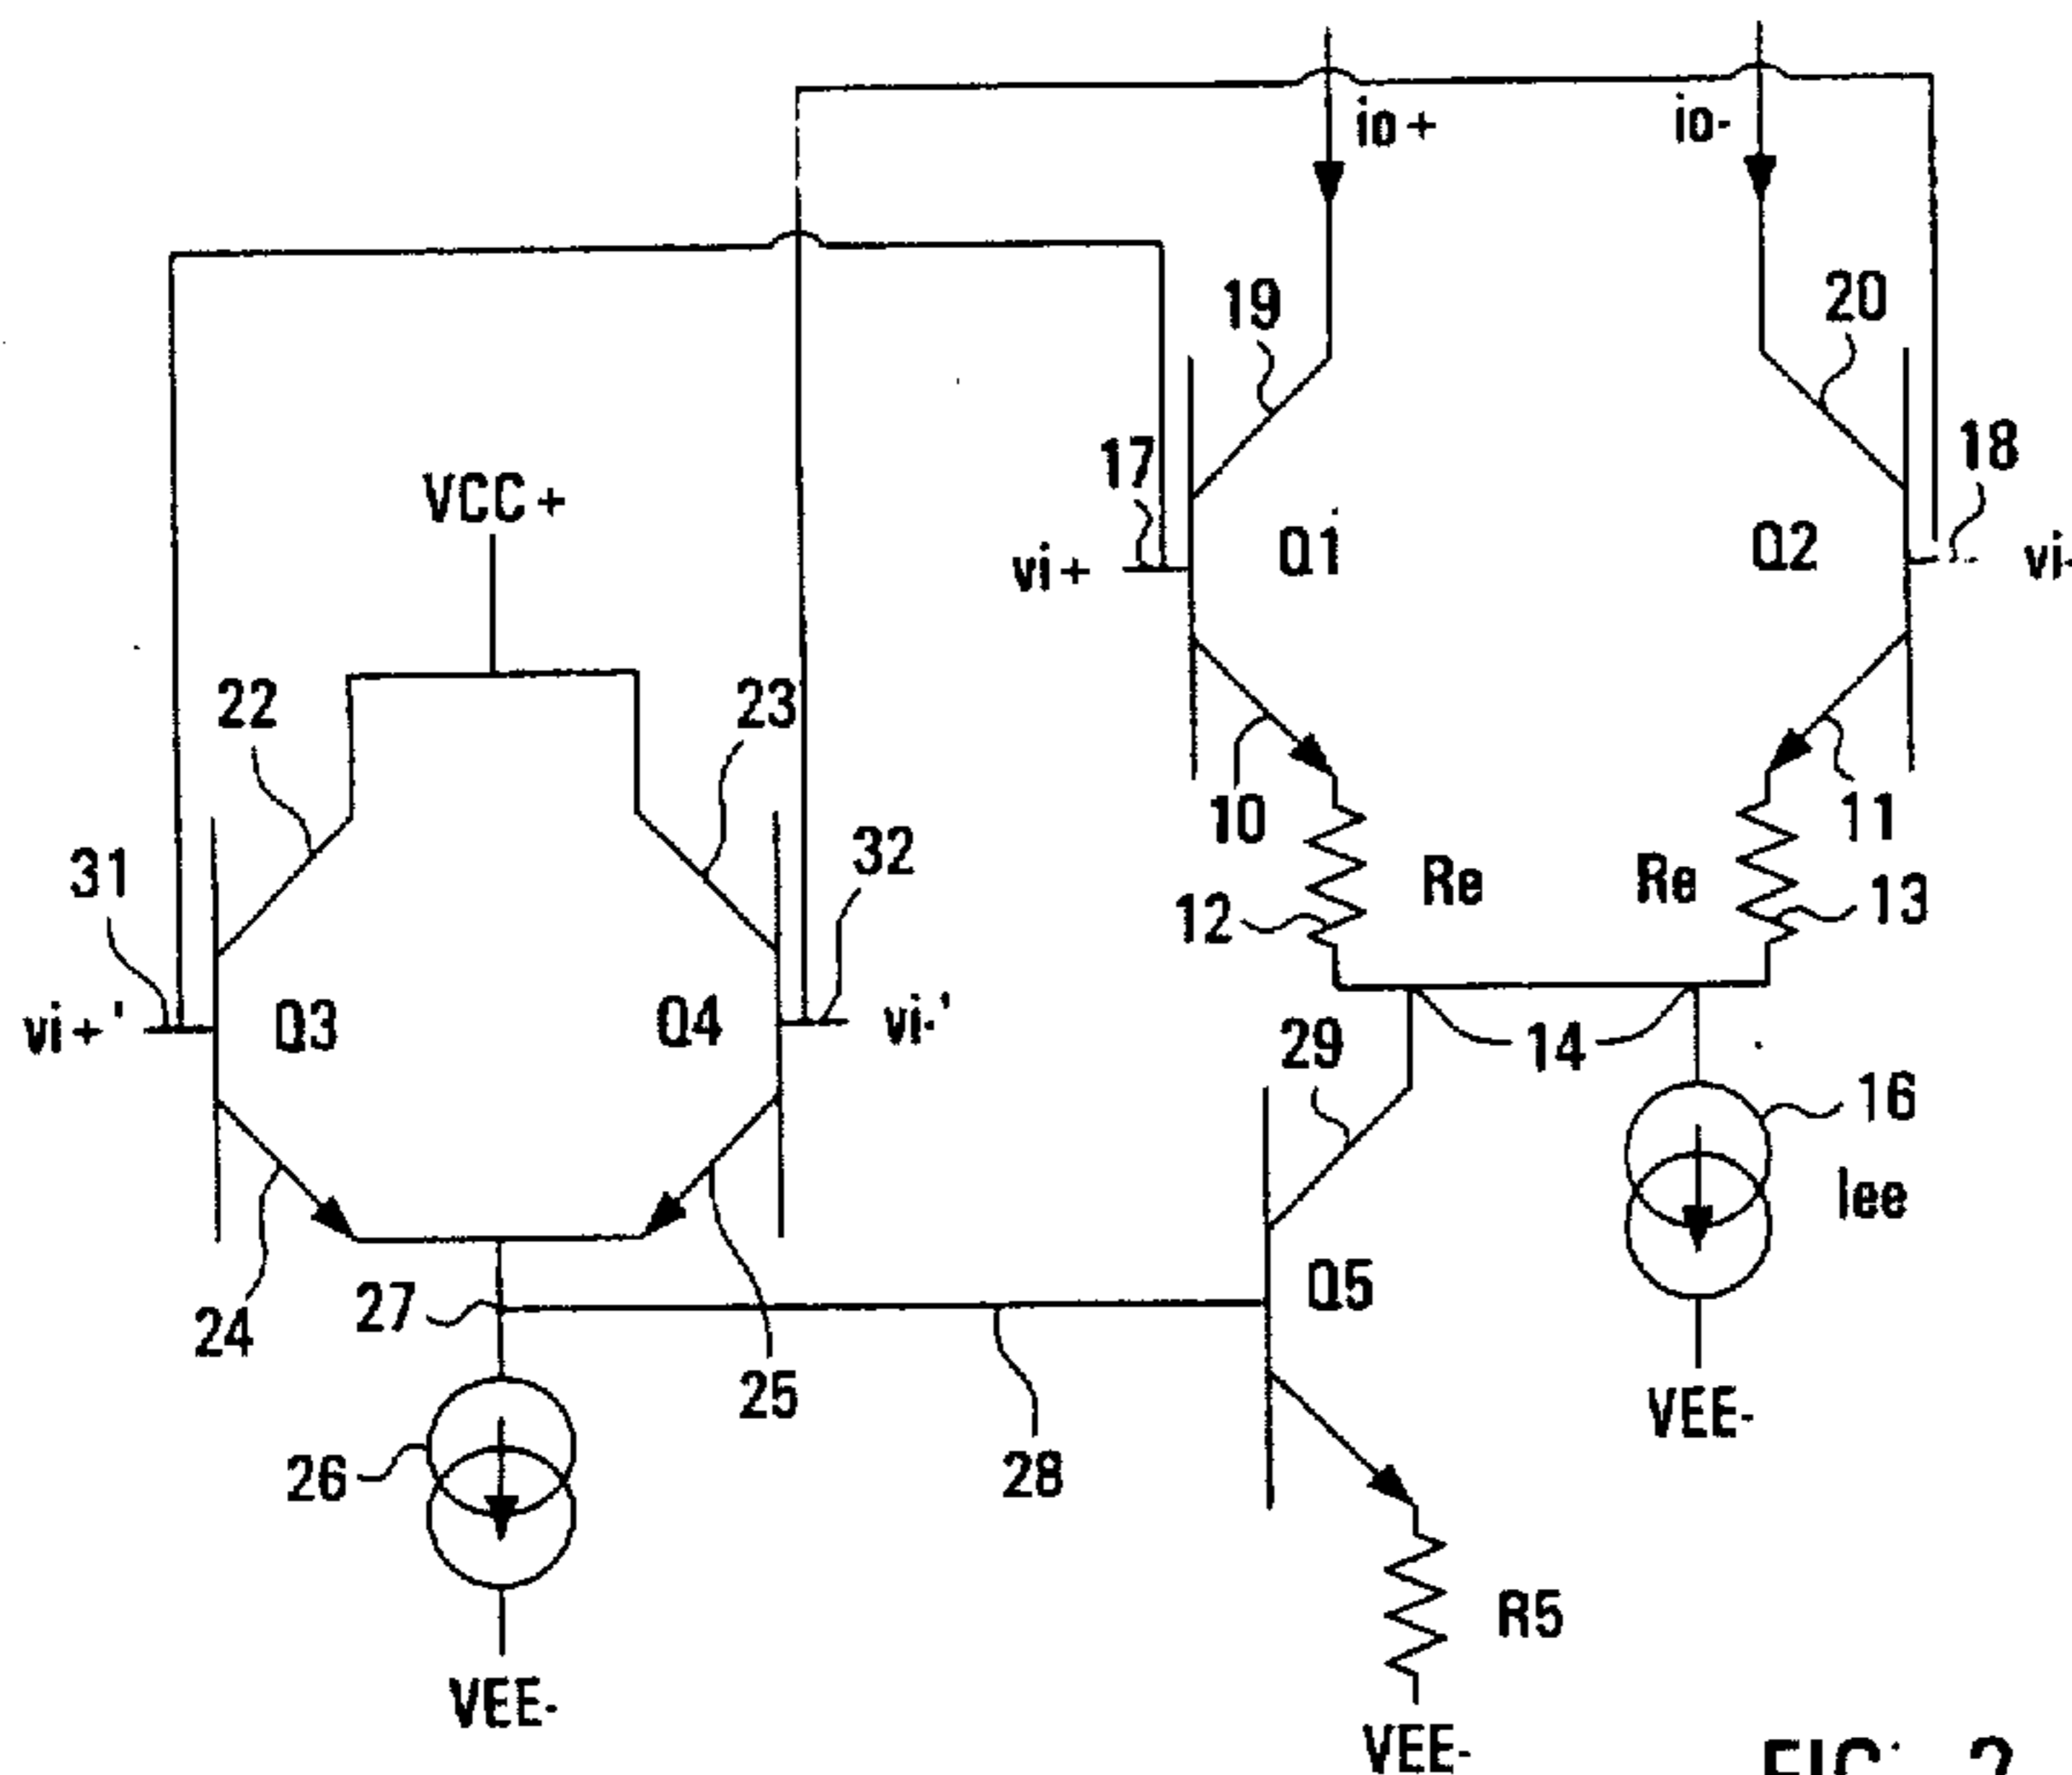 io+
io-
19
20
17
18
VCC+
vi+
Q1
Q2
vi-
22
23
10
11
31
32
12
Re
Re
13
vi+'
Q3
Q4
vi-'
29
14
16
Iee
24
27
25
Q5
26
28
VEE-
R5
VEE-
VEE-
FIG. 2